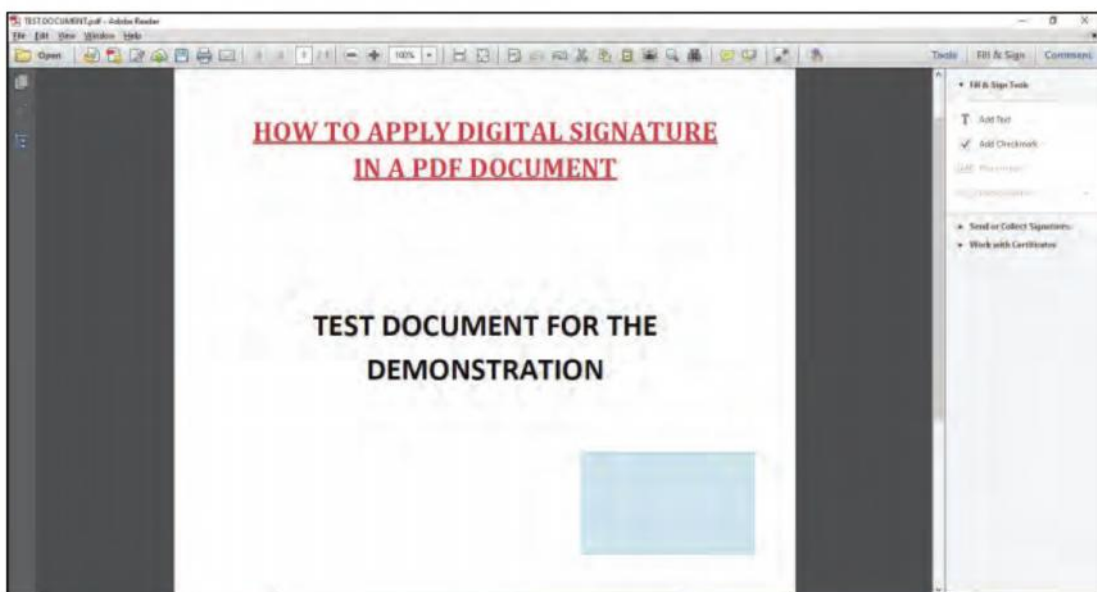 TEST DOCUMENT.pdf - Adobe Reader
File Edit View Window Help
Open 1 / 1 100% Tools Fill & Sign Comment
Fill & Sign Tools
T Add Text
Add Checkmark
Send or Collect Signatures
Work with Certificates
HOW TO APPLY DIGITAL SIGNATURE
IN A PDF DOCUMENT
TEST DOCUMENT FOR THE
DEMONSTRATION